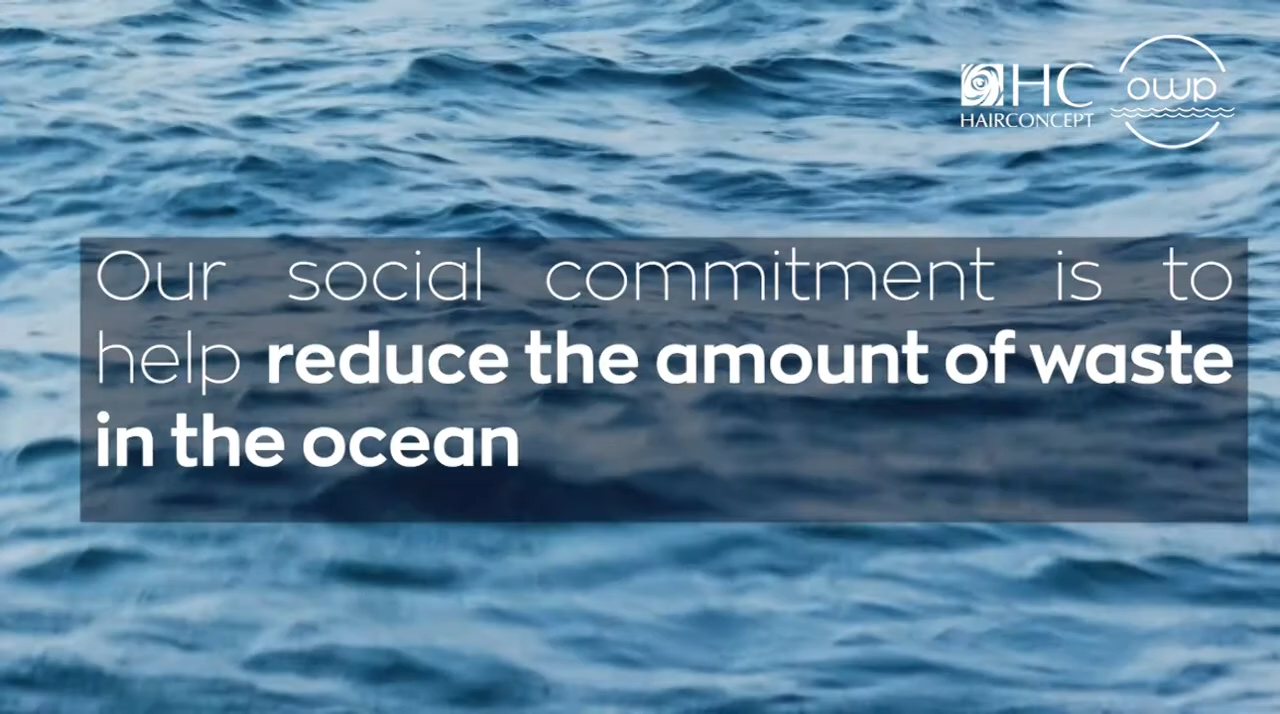 HC
HAIRCONCEPT
owp
Our social commitment is to
help reduce the amount of waste
in the ocean